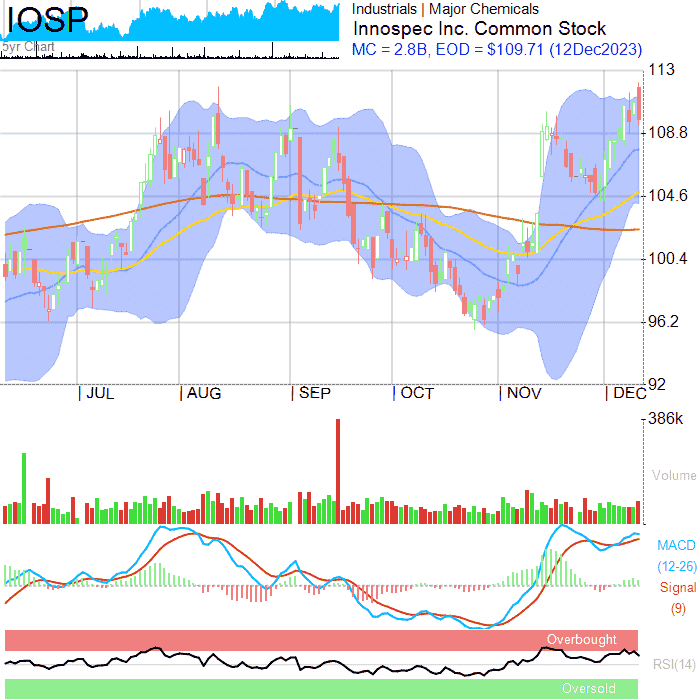 IOSP
5yr Chart
Industrials | Major Chemicals
Innospec Inc. Common Stock
MC = 2.8B, EOD = $109.71 (12Dec2023)
113
108.8
104.6
100.4
96.2
92
JUL
AUG
SEP
OCT
NOV
DEC
386k
Volume
MACD
(12-26)
Signal
(9)
Overbought
RSI(14)
Oversold